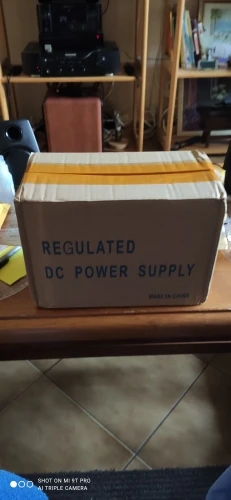 REGULATED
DC POWER SUPPLY
MADE IN CHINA
SHOT ON MI 9T PRO
AI TRIPLE CAMERA